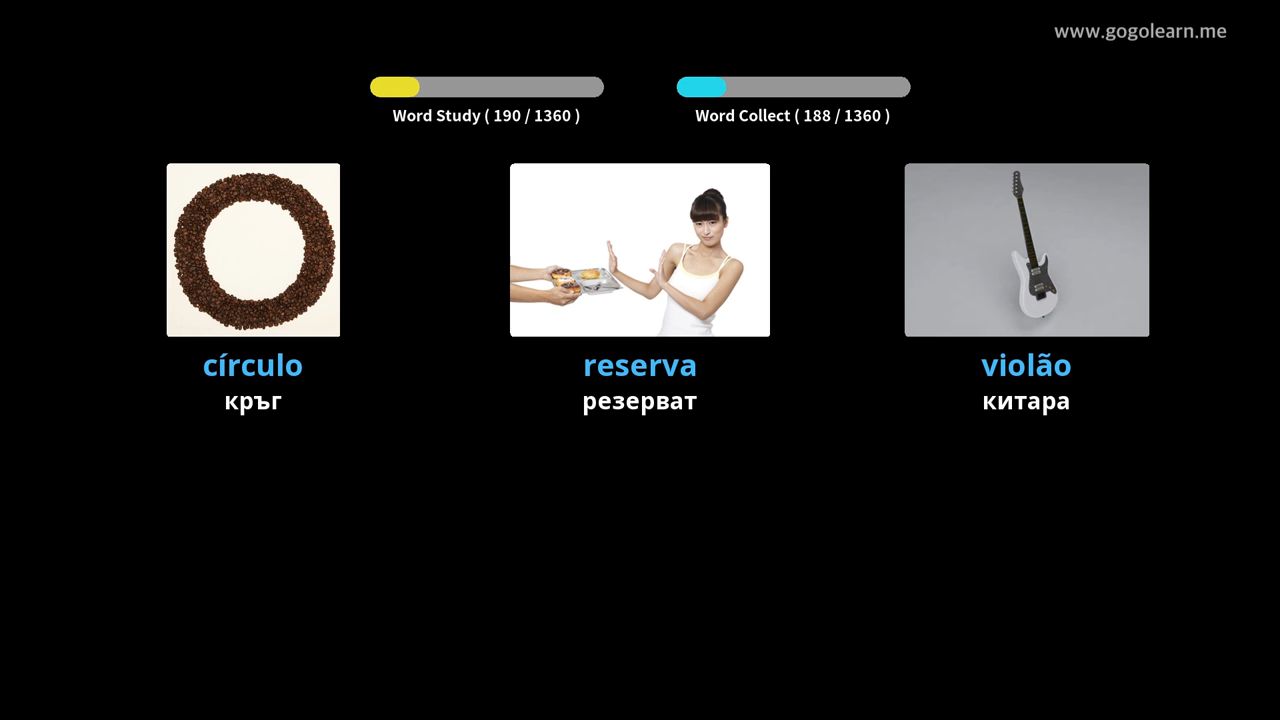 www.gogolearn.me
Word Study ( 190 / 1360 )
Word Collect ( 188 / 1360 )
círculo
reserva
violão
кръг
резерват
китара